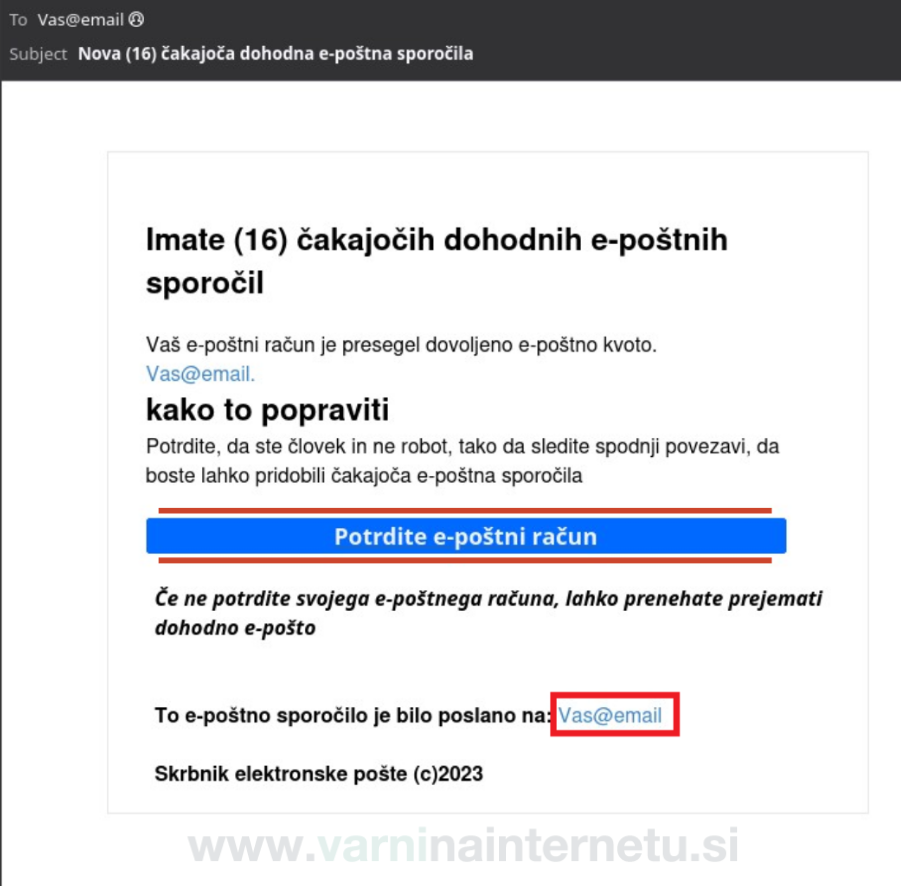 To Vas@email
Subject Nova (16) čakajoča dohodna e-poštna sporočila
Imate (16) čakajočih dohodnih e-poštnih
sporočil
Vaš e-poštni račun je presegel dovoljeno e-poštno kvoto.
Vas@email.
kako to popraviti
Potrdite, da ste človek in ne robot, tako da sledite spodnji povezavi, da
boste lahko pridobili čakajoča e-poštna sporočila
Potrdite e-poštni račun
Če ne potrdite svojega e-poštnega računa, lahko prenehate prejemati
dohodno e-pošto
To e-poštno sporočilo je bilo poslano na: Vas@email
Skrbnik elektronske pošte (c)2023
www.varninainternetu.si